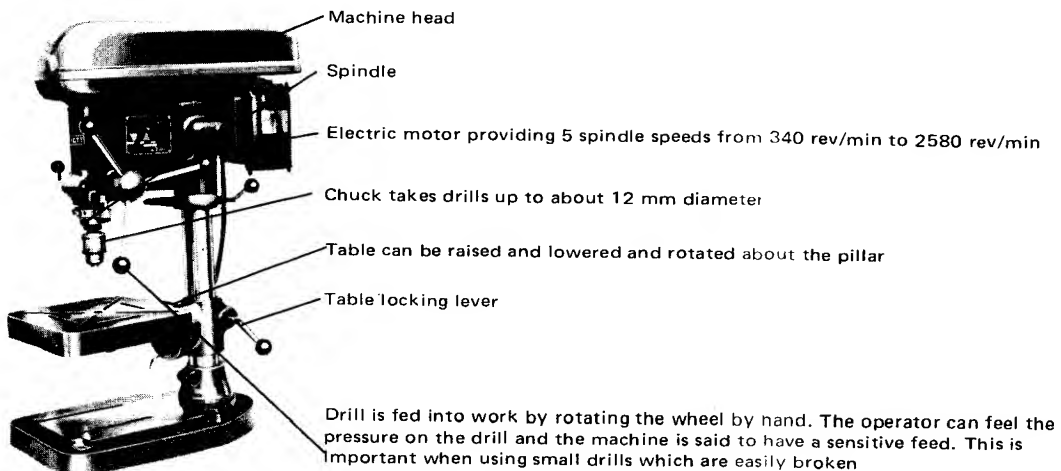 Machine head
Spindle
Electric motor providing 5 spindle speeds from 340 rev/min to 2580 rev/min
Chuck takes drills up to about 12 mm diameter
Table can be raised and lowered and rotated about the pillar
Table locking lever
Drill is fed into work by rotating the wheel by hand. The operator can feel the
pressure on the drill and the machine is said to have a sensitive feed. This is
important when using small drills which are easily broken